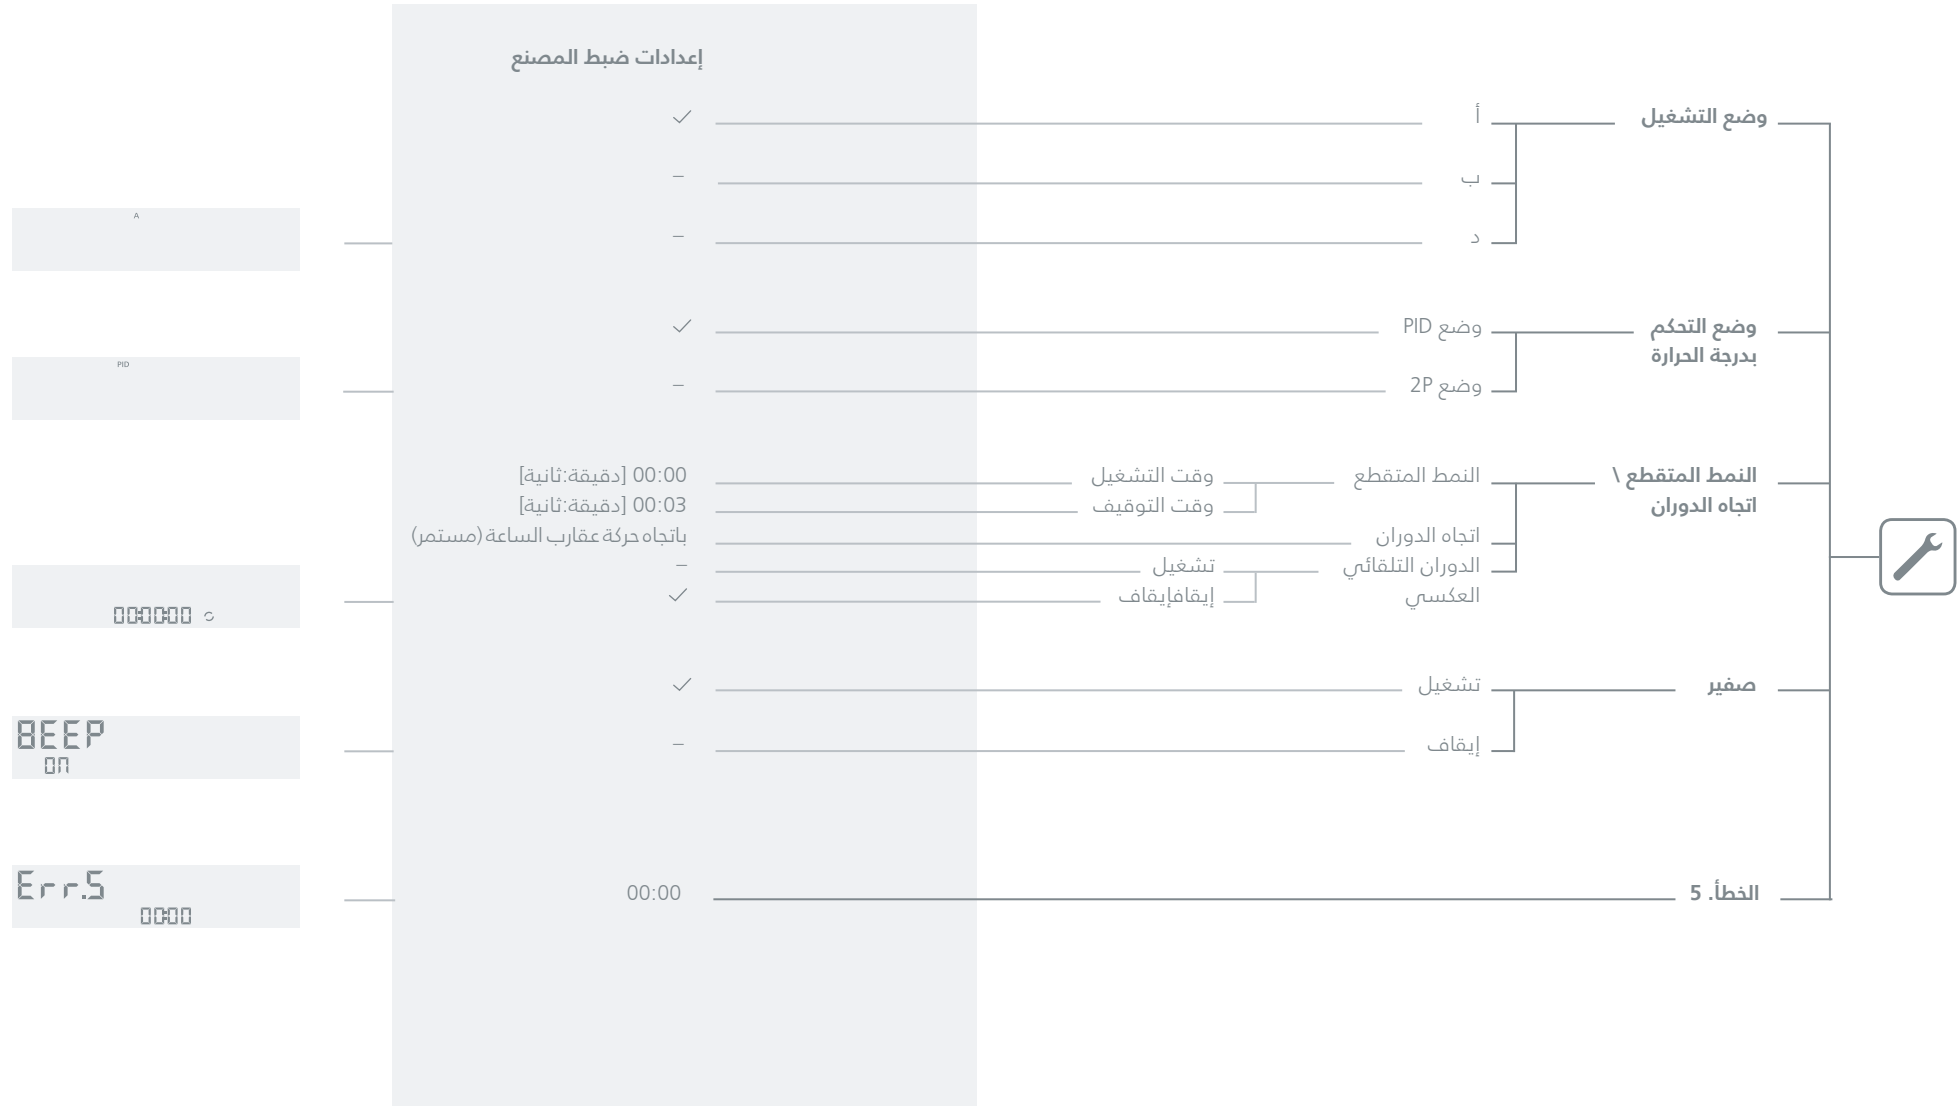 إعدادات ضبط المصنع
وضع التشغيل
أ
✓
ب
–
د
–
A
وضع التحكم
بدرجة الحرارة
وضع PID
✓
وضع 2P
–
PID
النمط المتقطع \
اتجاه الدوران
النمط المتقطع
وقت التشغيل
00:00 [دقيقة:ثانية]
وقت التوقيف
00:03 [دقيقة:ثانية]
اتجاه الدوران
باتجاه حركة عقارب الساعة (مستمر)
الدوران التلقائي
العكسي
تشغيل
–
إيقافإيقاف
✓
00:00:00
صفير
تشغيل
✓
إيقاف
–
BEEP
on
الخطأ. 5
00:00
Err.5
00:00